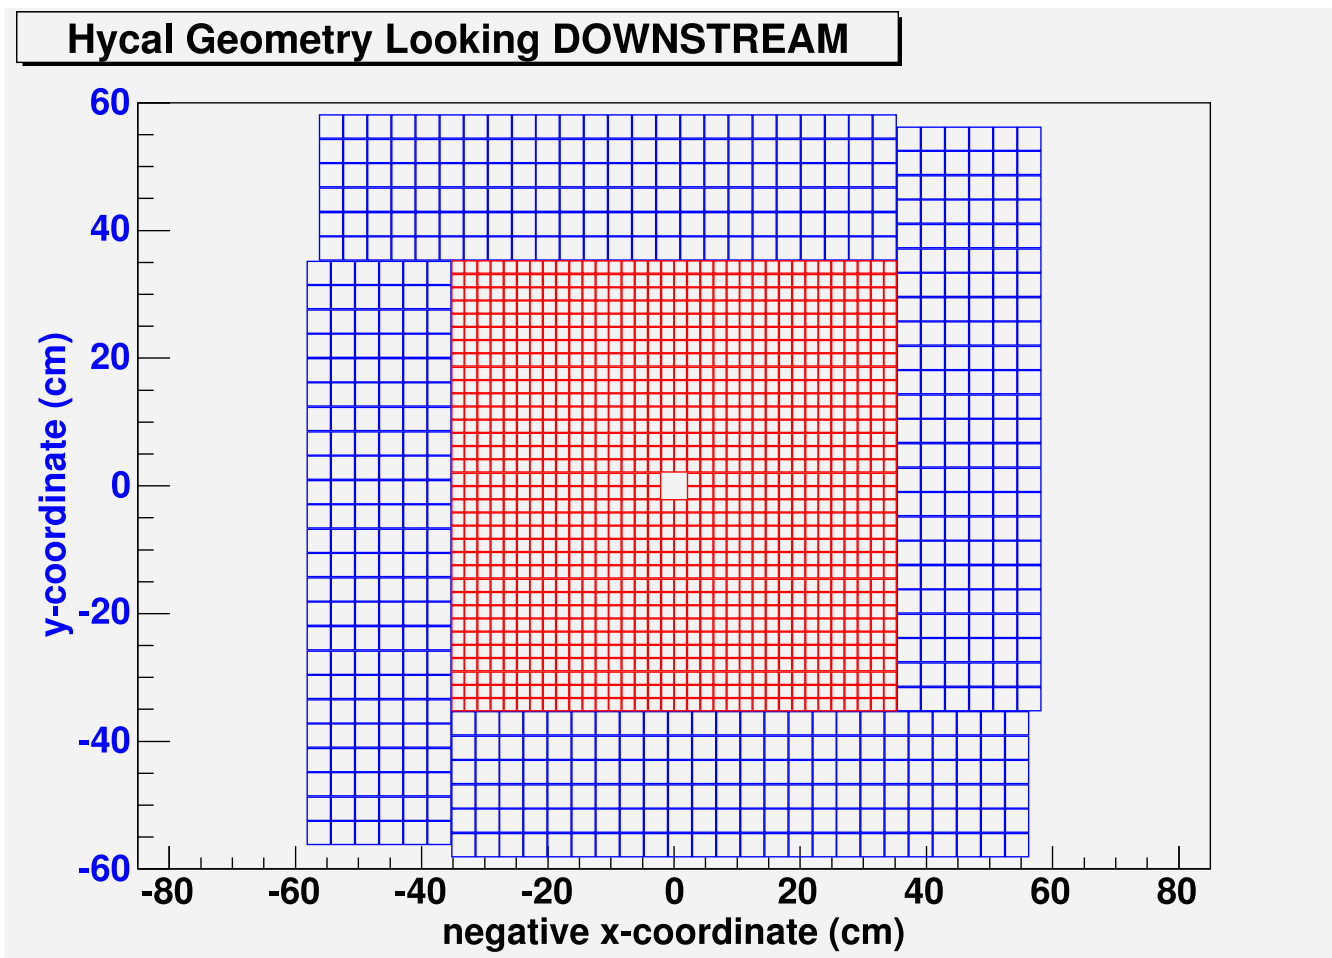 Hycal Geometry Looking DOWNSTREAM
60
40
20
0
-20
-40
-60
y-coordinate (cm)
-80 -60 -40 -20 0 20 40 60 80
negative x-coordinate (cm)